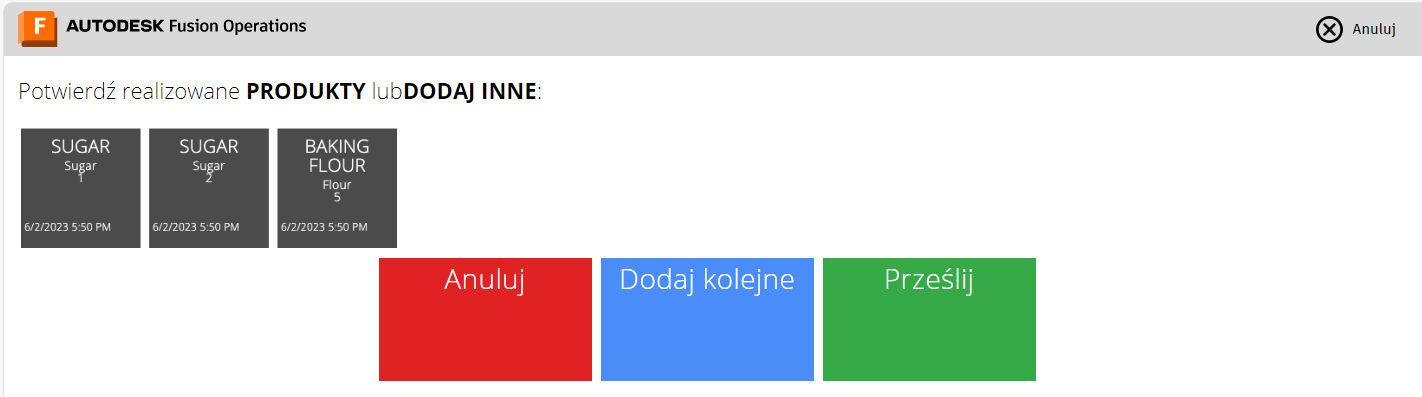 F AUTODESK Fusion Operations
Anuluj
Potwierdź realizowane PRODUKTY lubDODAJ INNE:
SUGAR
Sugar
1
6/2/2023 5:50 PM
SUGAR
Sugar
2
6/2/2023 5:50 PM
BAKING
FLOUR
Flour
5
6/2/2023 5:50 PM
Anuluj
Dodaj kolejne
Prześlij